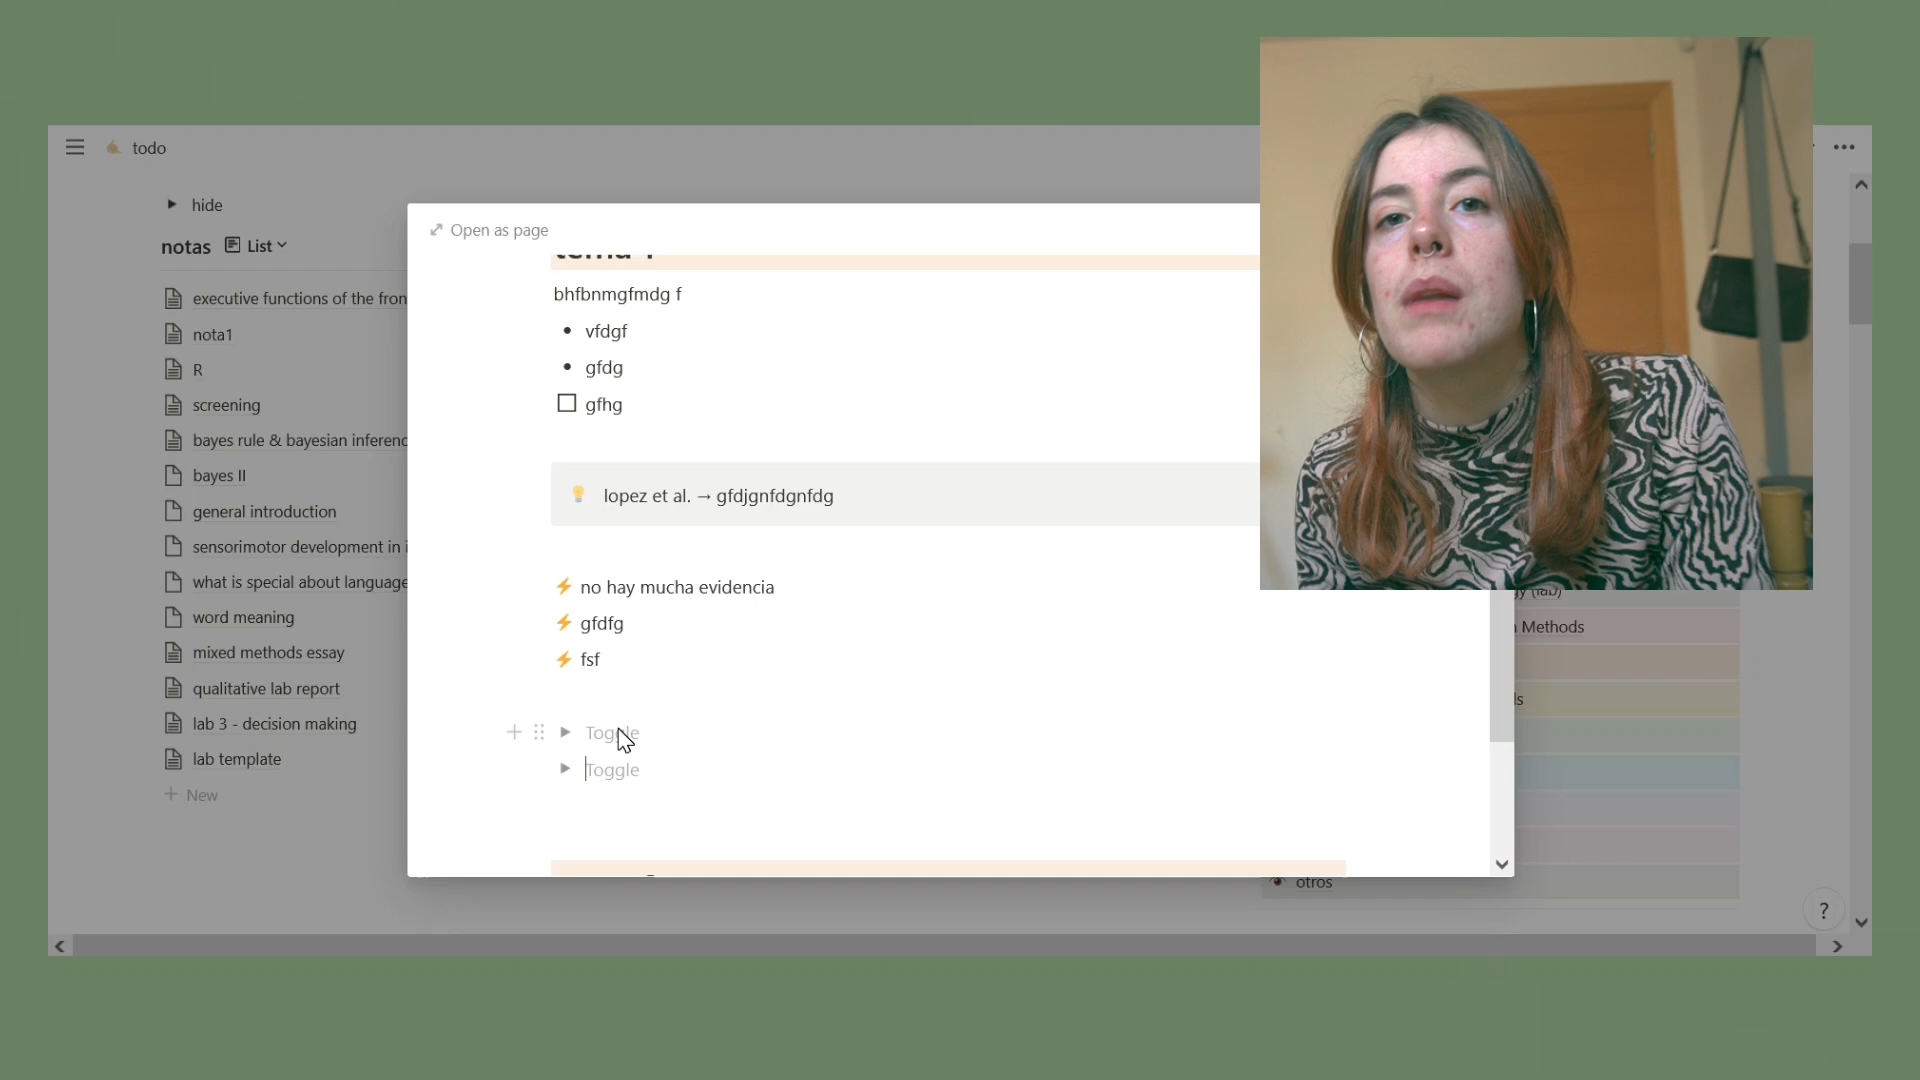 todo
hide
notas List
executive functions of the fron
nota1
R
screening
bayes rule & bayesian inferenc
bayes II
general introduction
sensorimotor development in i
what is special about language
word meaning
mixed methods essay
qualitative lab report
lab 3 - decision making
lab template
+ New
Open as page
bhfbnmgfmdg f
• vfdgf
• gfdg
gfhg
lopez et al. → gfdjgnfdgnfdg
⚡ no hay mucha evidencia
⚡ gfdfg
⚡ fsf
Toggle
Toggle
(lab)
Methods
ls
otros
?